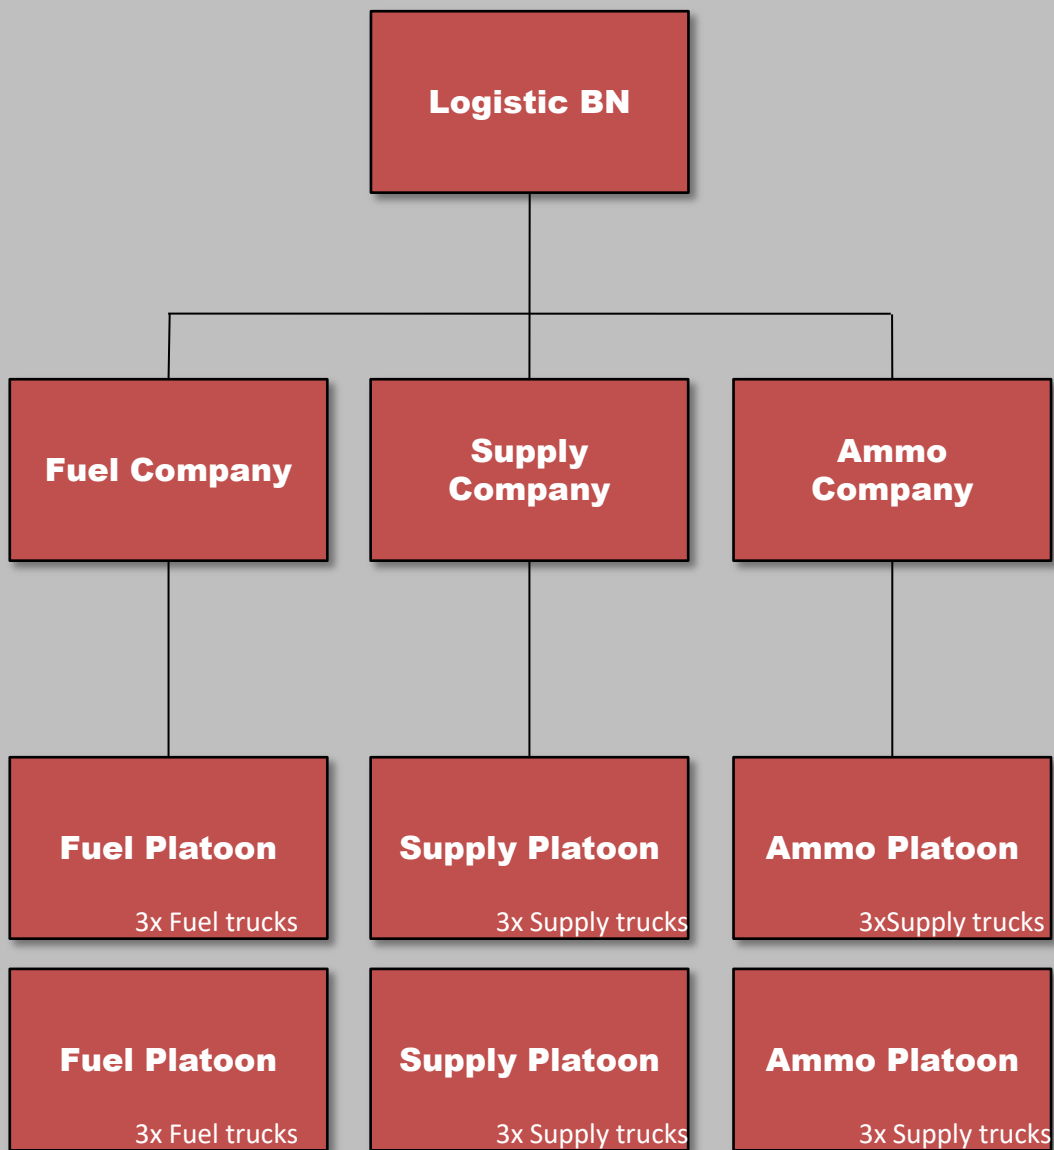 Logistic BN
Fuel Company
Supply
Company
Ammo
Company
Fuel Platoon
3x Fuel trucks
Supply Platoon
3x Supply trucks
Ammo Platoon
3xSupply trucks
Fuel Platoon
3x Fuel trucks
Supply Platoon
3x Supply trucks
Ammo Platoon
3x Supply trucks